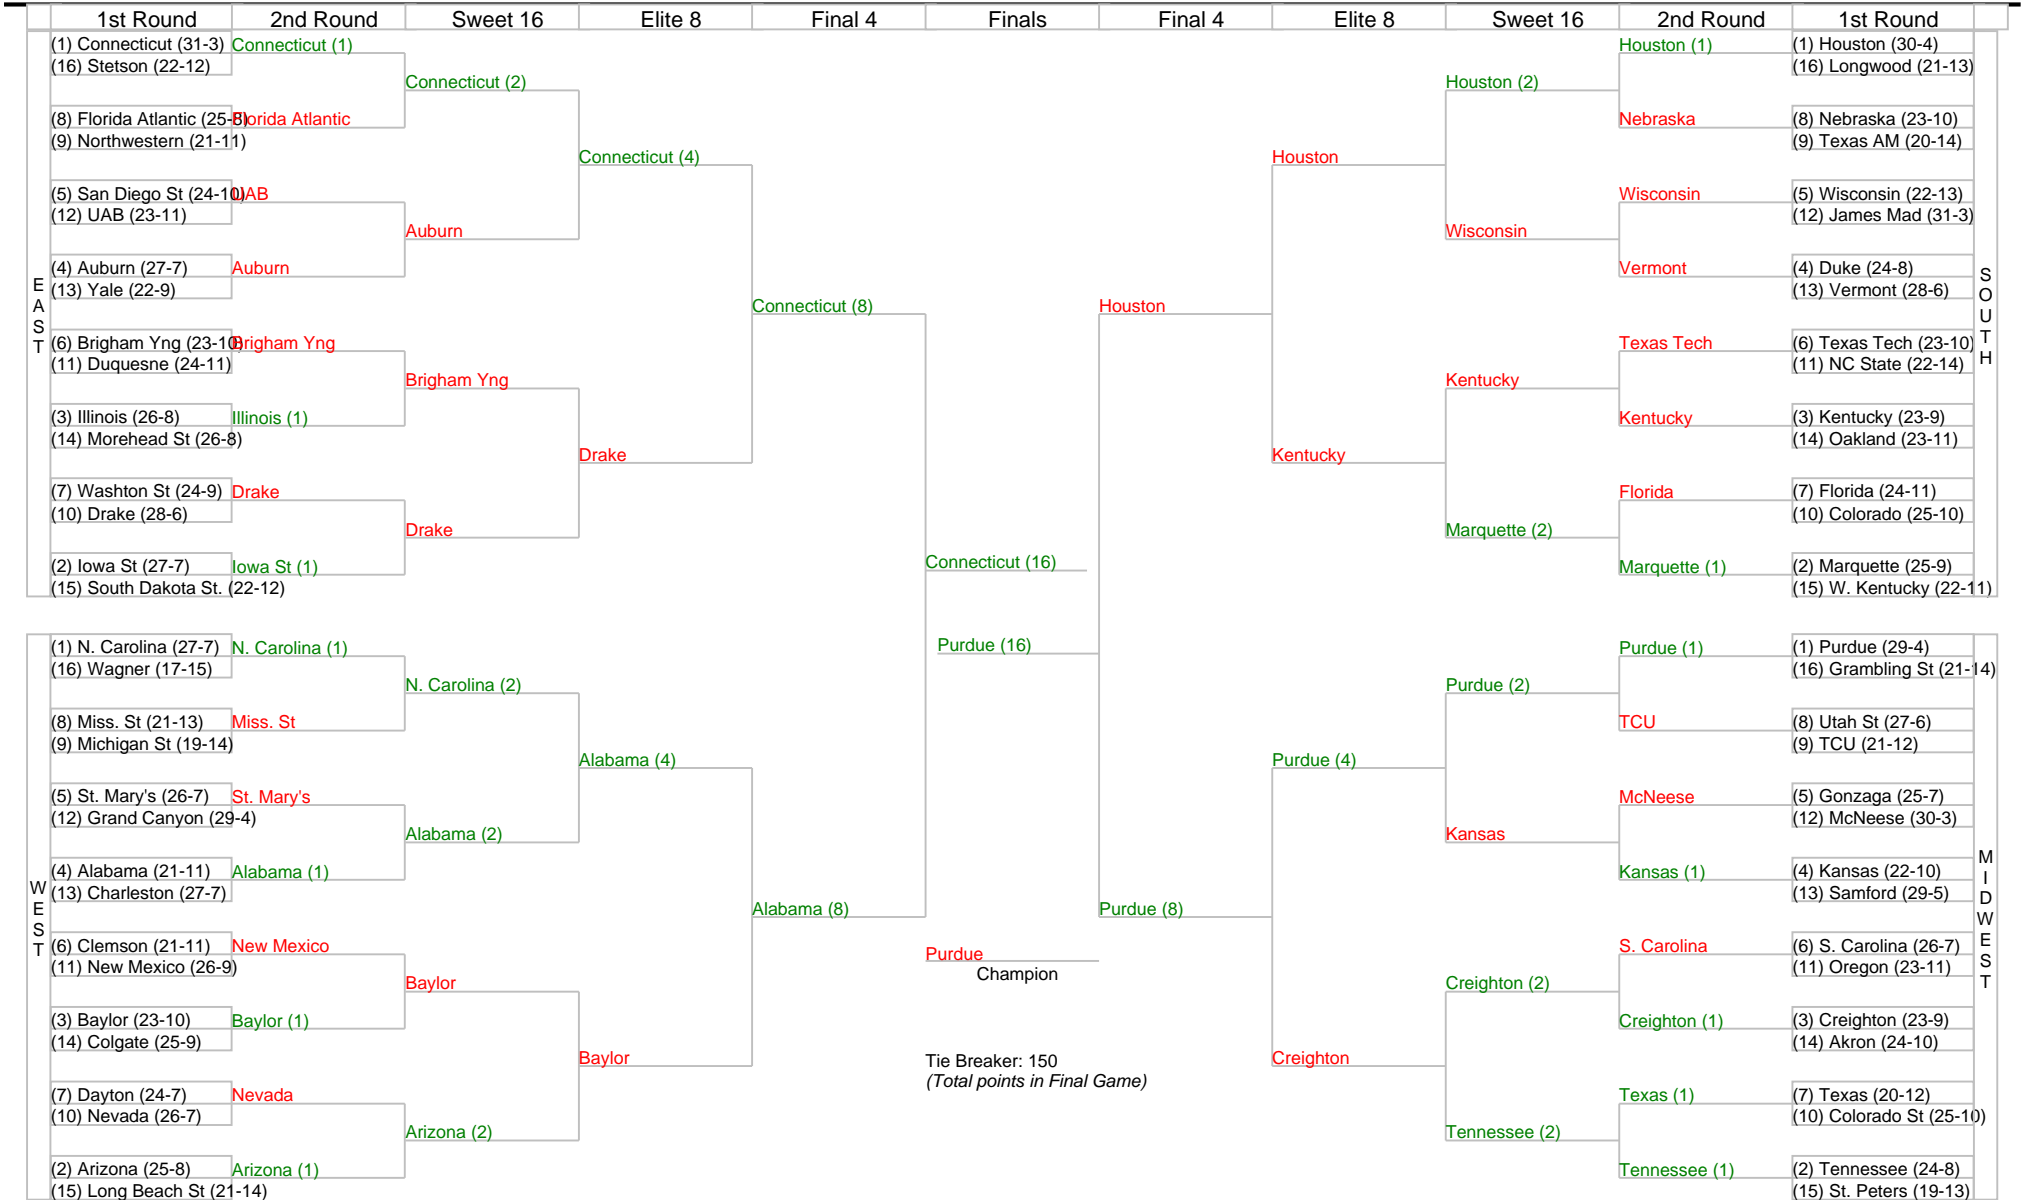 1st Round 2nd Round Sweet 16 Elite 8 Final 4 Finals Final 4 Elite 8 Sweet 16 2nd Round 1st Round
EAST
(1) Connecticut (31-3)
(16) Stetson (22-12)
(8) Florida Atlantic (25-8)
(9) Northwestern (21-11)
(5) San Diego St (24-10)
(12) UAB (23-11)
(4) Auburn (27-7)
(13) Yale (22-9)
(6) Brigham Yng (23-10)
(11) Duquesne (24-11)
(3) Illinois (26-8)
(14) Morehead St (26-8)
(7) Washton St (24-9)
(10) Drake (28-6)
(2) Iowa St (27-7)
(15) South Dakota St. (22-12)
Connecticut (1)
Florida Atlantic
UAB
Auburn
Brigham Yng
Illinois (1)
Drake
Iowa St (1)
Connecticut (2)
Auburn
Brigham Yng
Drake
Connecticut (4)
Drake
Connecticut (8)
WEST
(1) N. Carolina (27-7)
(16) Wagner (17-15)
(8) Miss. St (21-13)
(9) Michigan St (19-14)
(5) St. Mary's (26-7)
(12) Grand Canyon (29-4)
(4) Alabama (21-11)
(13) Charleston (27-7)
(6) Clemson (21-11)
(11) New Mexico (26-9)
(3) Baylor (23-10)
(14) Colgate (25-9)
(7) Dayton (24-7)
(10) Nevada (26-7)
(2) Arizona (25-8)
(15) Long Beach St (21-14)
N. Carolina (1)
Miss. St
St. Mary's
Alabama (1)
New Mexico
Baylor (1)
Nevada
Arizona (1)
N. Carolina (2)
Alabama (2)
Baylor
Arizona (2)
Alabama (4)
Baylor
Alabama (8)
Connecticut (16)
Purdue (16)
Purdue
Champion
Tie Breaker: 150
(Total points in Final Game)
Houston
Houston
Kentucky
Houston (2)
Wisconsin
Kentucky
Marquette (2)
Houston (1)
Nebraska
Wisconsin
Vermont
Texas Tech
Kentucky
Florida
Marquette (1)
(1) Houston (30-4)
(16) Longwood (21-13)
(8) Nebraska (23-10)
(9) Texas AM (20-14)
(5) Wisconsin (22-13)
(12) James Mad (31-3)
(4) Duke (24-8)
(13) Vermont (28-6)
(6) Texas Tech (23-10)
(11) NC State (22-14)
(3) Kentucky (23-9)
(14) Oakland (23-11)
(7) Florida (24-11)
(10) Colorado (25-10)
(2) Marquette (25-9)
(15) W. Kentucky (22-11)
SOUTH
Purdue (8)
Purdue (4)
Creighton
Purdue (2)
Kansas
Creighton (2)
Tennessee (2)
Purdue (1)
TCU
McNeese
Kansas (1)
S. Carolina
Creighton (1)
Texas (1)
Tennessee (1)
(1) Purdue (29-4)
(16) Grambling St (21-14)
(8) Utah St (27-6)
(9) TCU (21-12)
(5) Gonzaga (25-7)
(12) McNeese (30-3)
(4) Kansas (22-10)
(13) Samford (29-5)
(6) S. Carolina (26-7)
(11) Oregon (23-11)
(3) Creighton (23-9)
(14) Akron (24-10)
(7) Texas (20-12)
(10) Colorado St (25-10)
(2) Tennessee (24-8)
(15) St. Peters (19-13)
MIDWEST